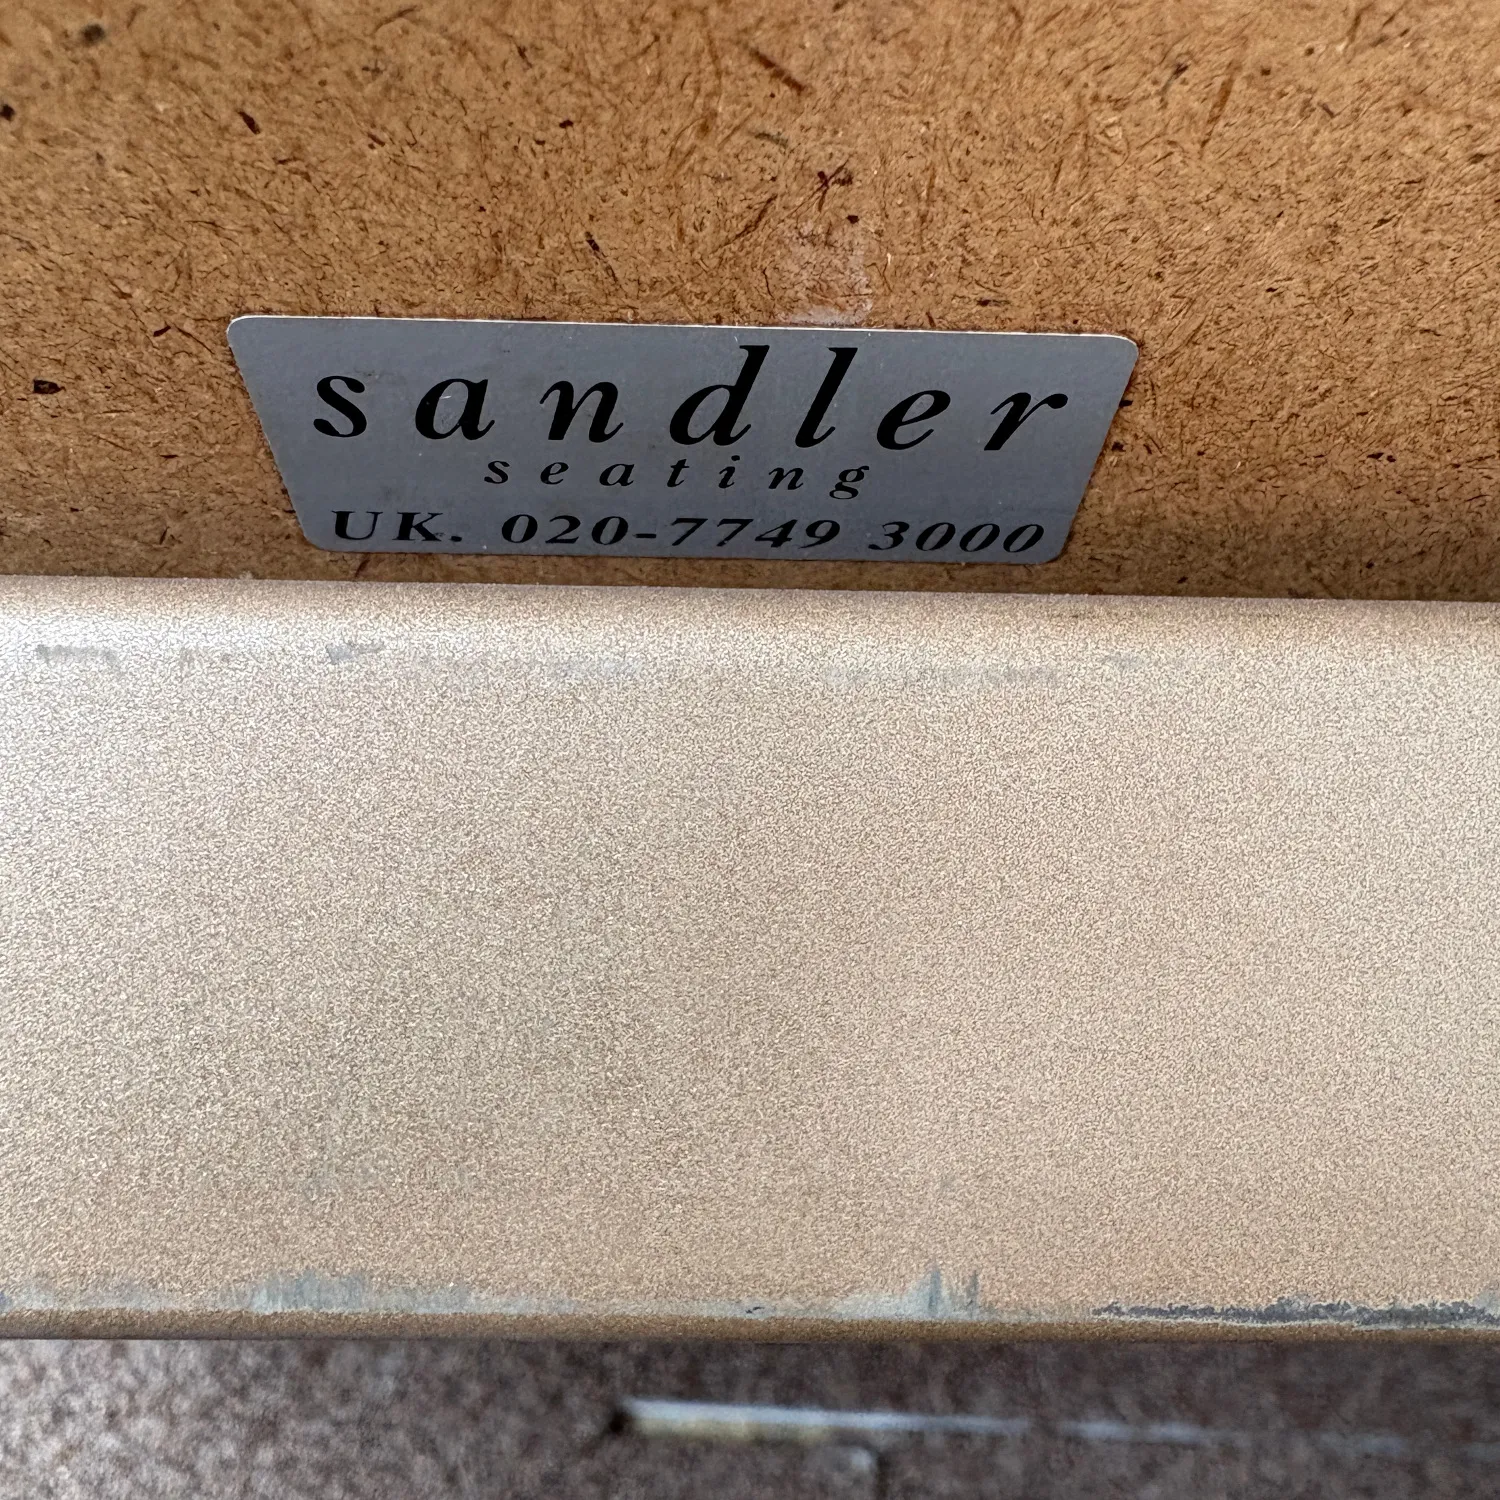 sandler
seating
UK. 020-7749 3000